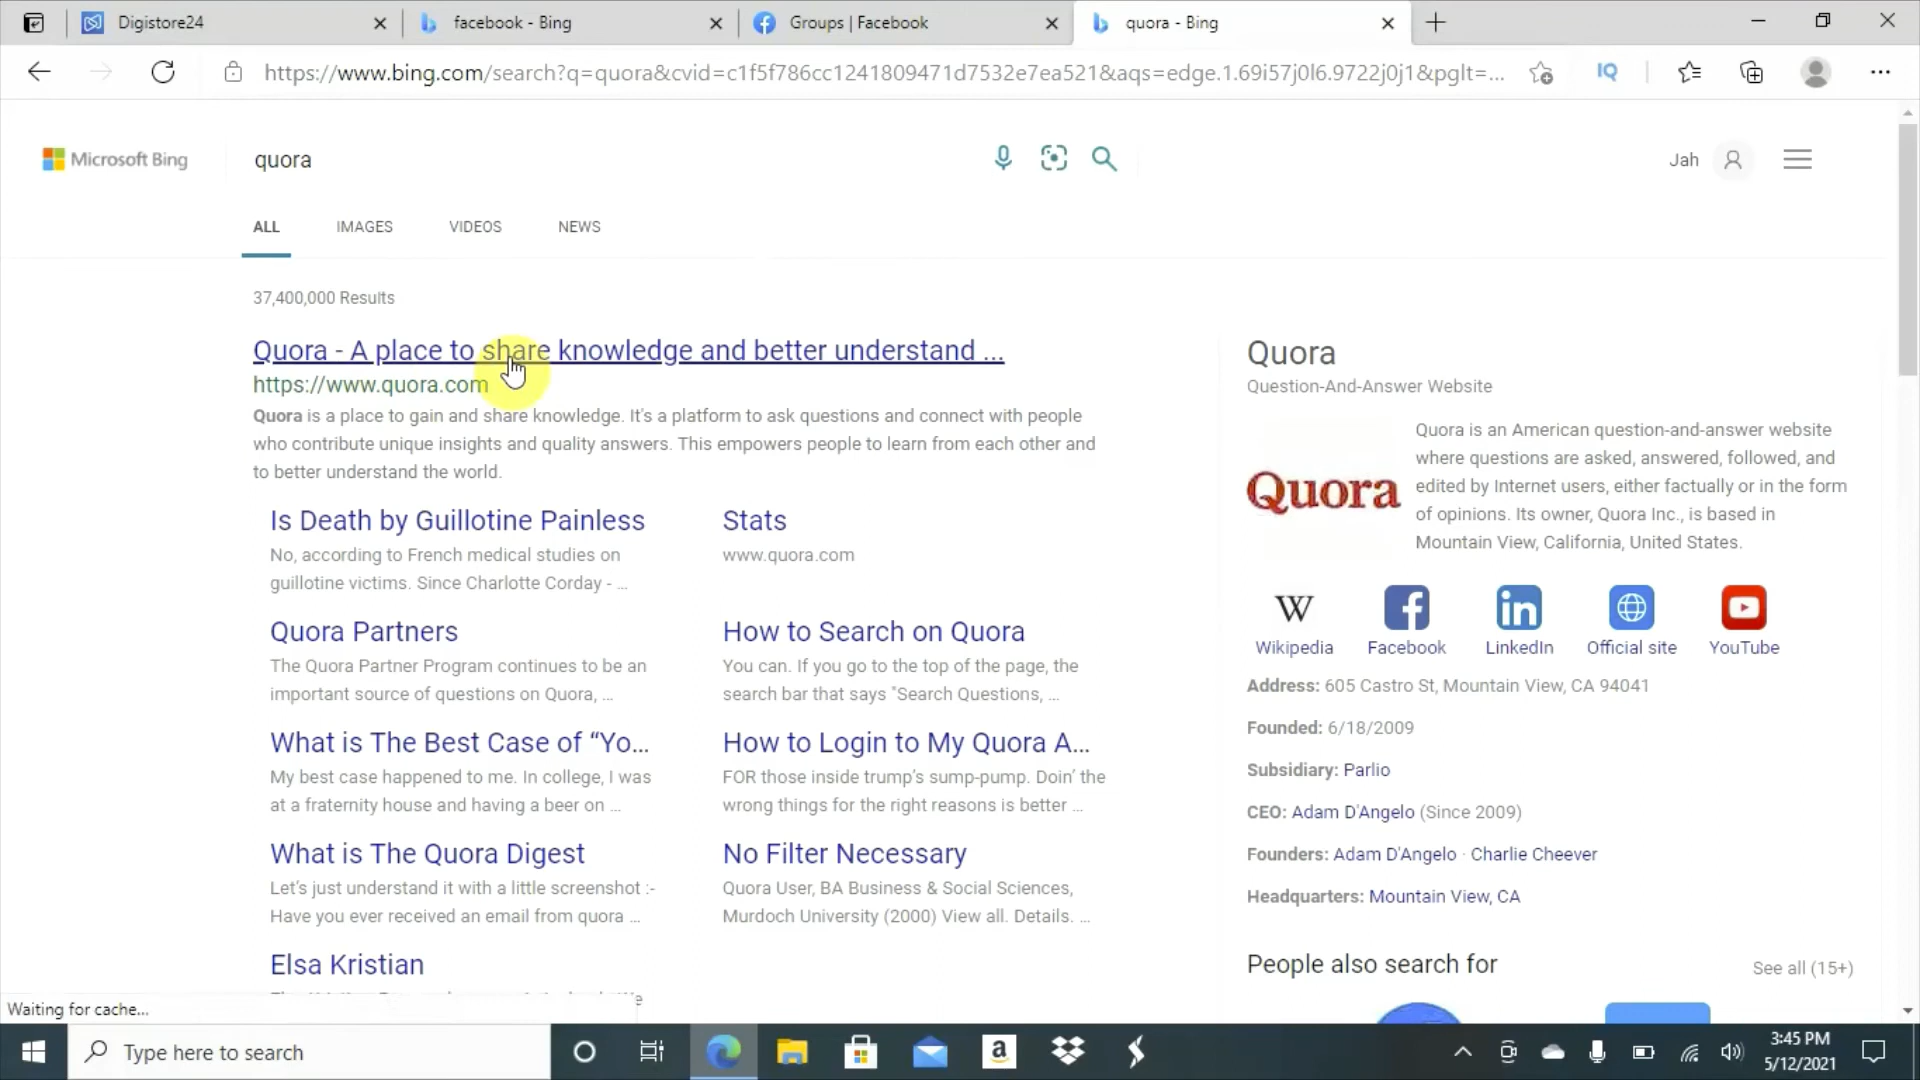 Digistore24
facebook - Bing
Groups | Facebook
quora - Bing
https://www.bing.com/search?q=quora&cvid=c1f5f786cc1241809471d7532e7ea521&aqs=edge.1.69i57j0l6.9722j0j1&pglt=...
IQ
Microsoft Bing
quora
Jah
ALL
IMAGES
VIDEOS
NEWS
37,400,000 Results
Quora - A place to share knowledge and better understand ...
https://www.quora.com
Quora is a place to gain and share knowledge. It's a platform to ask questions and connect with people
who contribute unique insights and quality answers. This empowers people to learn from each other and
to better understand the world.
Is Death by Guillotine Painless
No, according to French medical studies on
guillotine victims. Since Charlotte Corday - ...
Stats
www.quora.com
Quora Partners
The Quora Partner Program continues to be an
important source of questions on Quora, ...
How to Search on Quora
You can. If you go to the top of the page, the
search bar that says "Search Questions, ...
What is The Best Case of “Yo...
My best case happened to me. In college, I was
at a fraternity house and having a beer on ...
How to Login to My Quora A...
FOR those inside trump’s sump-pump. Doin’ the
wrong things for the right reasons is better ...
What is The Quora Digest
Let’s just understand it with a little screenshot :-
Have you ever received an email from quora ...
No Filter Necessary
Quora User, BA Business & Social Sciences,
Murdoch University (2000) View all. Details. ...
Elsa Kristian
Quora
Question-And-Answer Website
Quora
Quora is an American question-and-answer website
where questions are asked, answered, followed, and
edited by Internet users, either factually or in the form
of opinions. Its owner, Quora Inc., is based in
Mountain View, California, United States.
W
f
in
Wikipedia
Facebook
LinkedIn
Official site
YouTube
Address: 605 Castro St, Mountain View, CA 94041
Founded: 6/18/2009
Subsidiary: Parlio
CEO: Adam D'Angelo (Since 2009)
Founders: Adam D'Angelo · Charlie Cheever
Headquarters: Mountain View, CA
People also search for
See all (15+)
Waiting for cache...
Type here to search
a
3:45 PM
5/12/2021